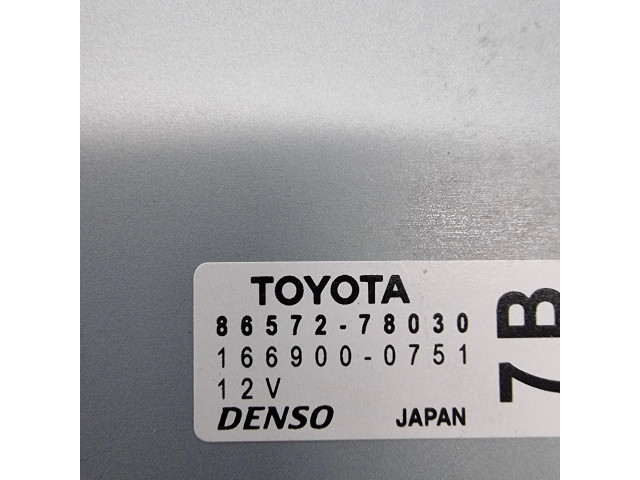 TOYOTA
86572-78030
166900-0751
12V
DENSO JAPAN
7B